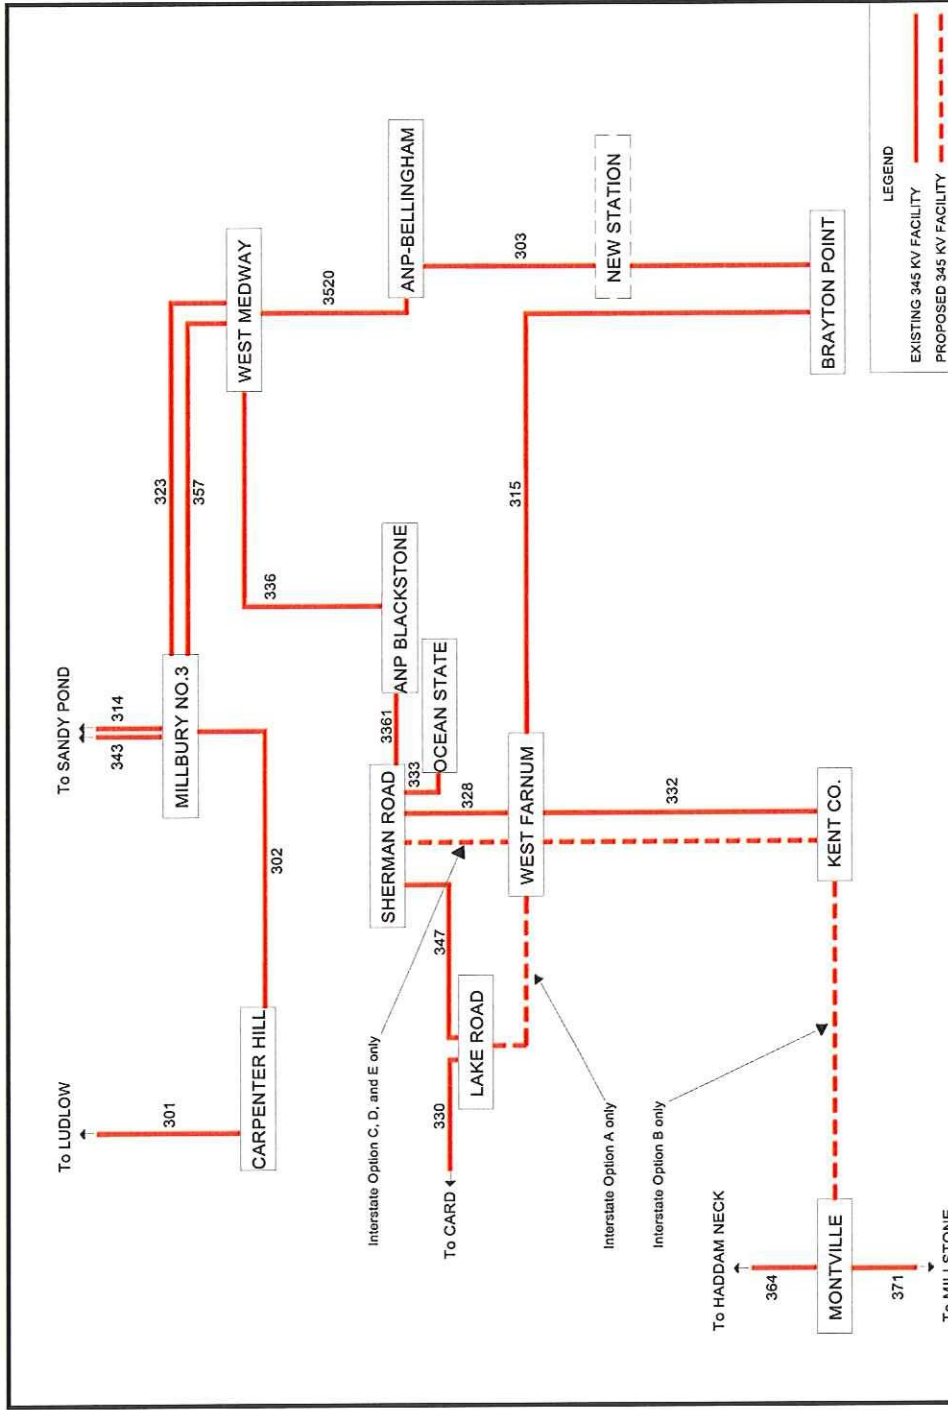 To LUDLOW
301
CARPENTER HILL
302
To SANDY POND
343
314
MILLBURY NO.3
323
357
WEST MEDWAY
336
3520
ANP-BELLINGHAM
303
NEW STATION
BRAYTON POINT
315
ANP BLACKSTONE
3361
OCEAN STATE
333
SHERMAN ROAD
328
347
LAKE ROAD
330
To CARD
WEST FARNUM
332
KENT CO.
Interstate Option C, D, and E only
Interstate Option A only
Interstate Option B only
To HADDAM NECK
364
MONTVILLE
371
To MILLSTONE
LEGEND
EXISTING 345 KV FACILITY
PROPOSED 345 KV FACILITY